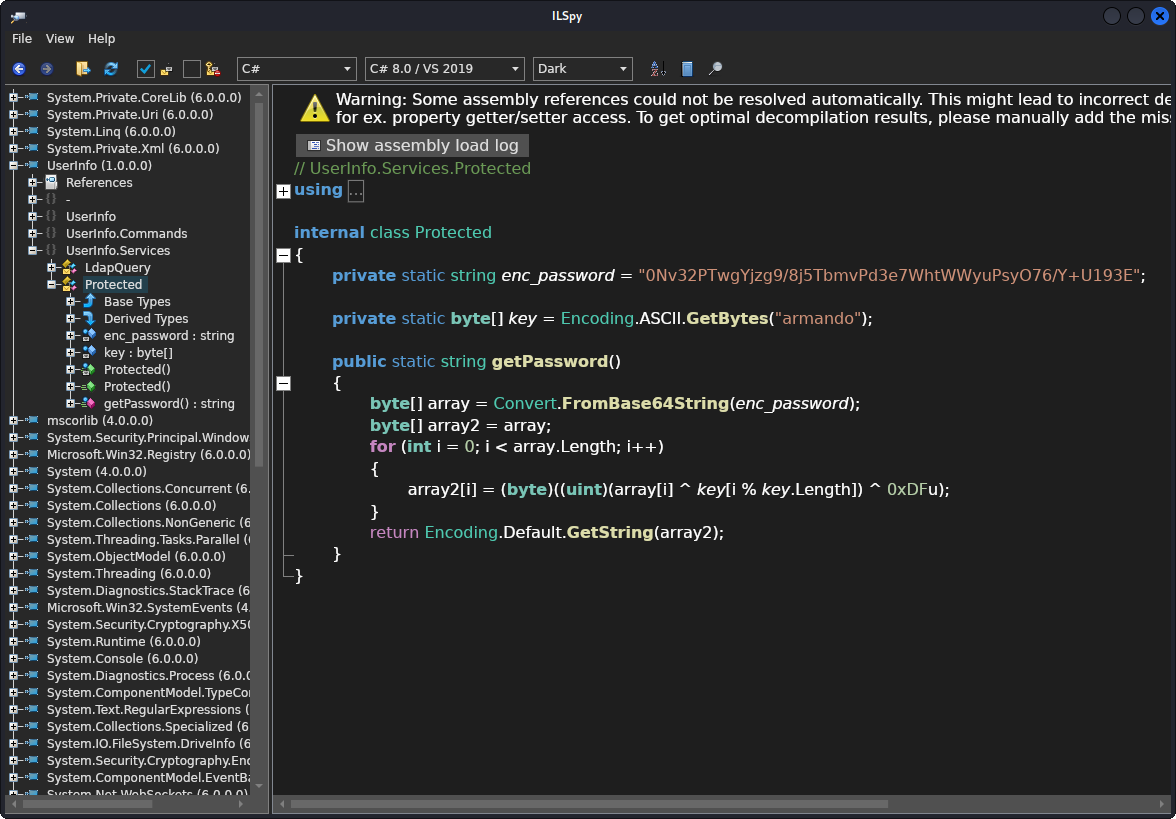 ILSpy
File View Help
C# C# 8.0 / VS 2019 Dark
System.Private.CoreLib (6.0.0.0)
System.Private.Uri (6.0.0.0)
System.Linq (6.0.0.0)
System.Private.Xml (6.0.0.0)
UserInfo (1.0.0.0)
References
{} -
{} UserInfo
{} UserInfo.Commands
{} UserInfo.Services
LdapQuery
Protected
Base Types
Derived Types
enc_password : string
key : byte[]
Protected()
Protected()
getPassword() : string
mscorlib (4.0.0.0)
System.Security.Principal.Window
Microsoft.Win32.Registry (6.0.0.0)
System (4.0.0.0)
System.Collections.Concurrent (6.
System.Collections (6.0.0.0)
System.Collections.NonGeneric (6
System.Threading.Tasks.Parallel (
System.ObjectModel (6.0.0.0)
System.Threading (6.0.0.0)
System.Diagnostics.StackTrace (6
Microsoft.Win32.SystemEvents (4.
System.Security.Cryptography.X50
System.Runtime (6.0.0.0)
System.Console (6.0.0.0)
System.Diagnostics.Process (6.0.0
System.ComponentModel.TypeCon
System.Text.RegularExpressions (
System.Collections.Specialized (6
System.IO.FileSystem.DriveInfo (6
System.Security.Cryptography.Enc
System.ComponentModel.EventBa
System.Net.WebSockets (6.0.0.0)
Warning: Some assembly references could not be resolved automatically. This might lead to incorrect de
for ex. property getter/setter access. To get optimal decompilation results, please manually add the mis
Show assembly load log
// UserInfo.Services.Protected
using ...
internal class Protected
{
private static string enc_password = "0Nv32PTwgYjzg9/8j5TbmvPd3e7WhtWWyuPsyO76/Y+U193E";
private static byte[] key = Encoding.ASCII.GetBytes("armando");
public static string getPassword()
{
byte[] array = Convert.FromBase64String(enc_password);
byte[] array2 = array;
for (int i = 0; i < array.Length; i++)
{
array2[i] = (byte)((uint)(array[i] ^ key[i % key.Length]) ^ 0xDFu);
}
return Encoding.Default.GetString(array2);
}
}